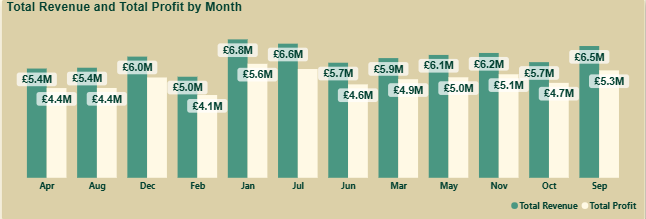 Total Revenue and Total Profit by Month
£5.4M £5.4M £6.0M £5.0M £6.8M £6.6M £5.7M £5.9M £6.1M £6.2M £5.7M £6.5M
£4.4M £4.4M £4.1M £5.6M £4.6M £4.9M £5.0M £5.1M £4.7M £5.3M
Apr Aug Dec Feb Jan Jul Jun Mar May Nov Oct Sep
Total Revenue Total Profit